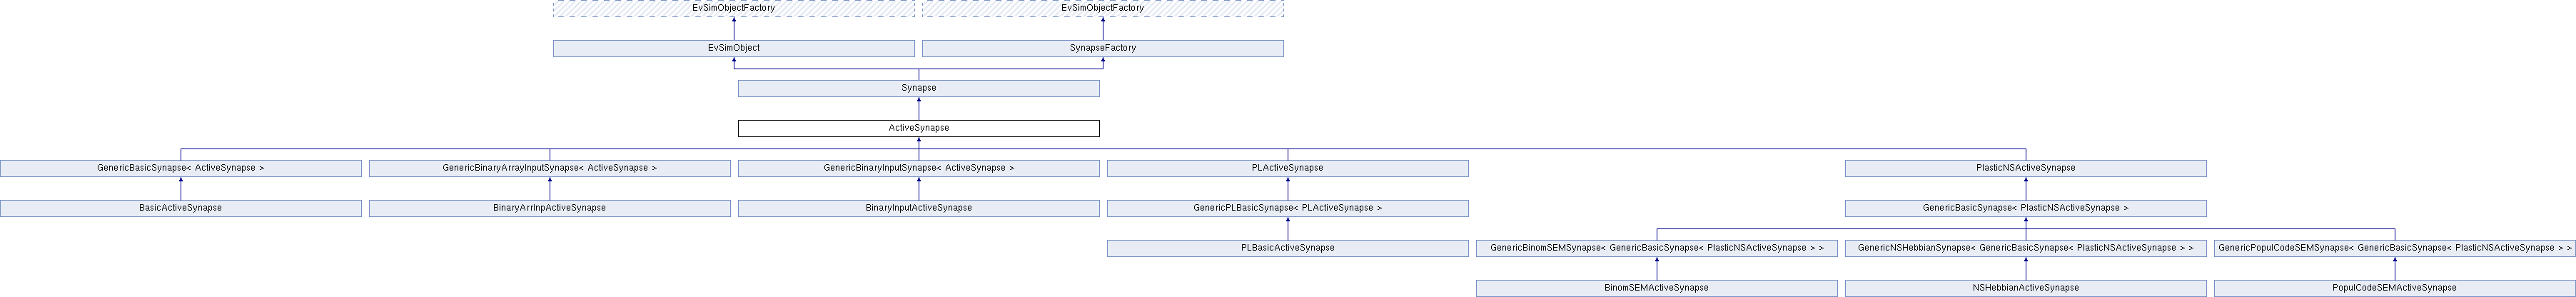 EvSimObjectFactory
EvSimObjectFactory
EvSimObject
SynapseFactory
Synapse
ActiveSynapse
GenericBasicSynapse< ActiveSynapse >
GenericBinaryArrayInputSynapse< ActiveSynapse >
GenericBinaryInputSynapse< ActiveSynapse >
PLActiveSynapse
PlasticNSActiveSynapse
BasicActiveSynapse
BinaryArrInpActiveSynapse
BinaryInputActiveSynapse
GenericPLBasicSynapse< PLActiveSynapse >
GenericBasicSynapse< PlasticNSActiveSynapse >
PLBasicActiveSynapse
GenericBinomSEMSynapse< GenericBasicSynapse< PlasticNSActiveSynapse > >
GenericNSHebbianSynapse< GenericBasicSynapse< PlasticNSActiveSynapse > >
GenericPopulCodeSEMSynapse< GenericBasicSynapse< PlasticNSActiveSynapse > >
BinomSEMActiveSynapse
NSHebbianActiveSynapse
PopulCodeSEMActiveSynapse